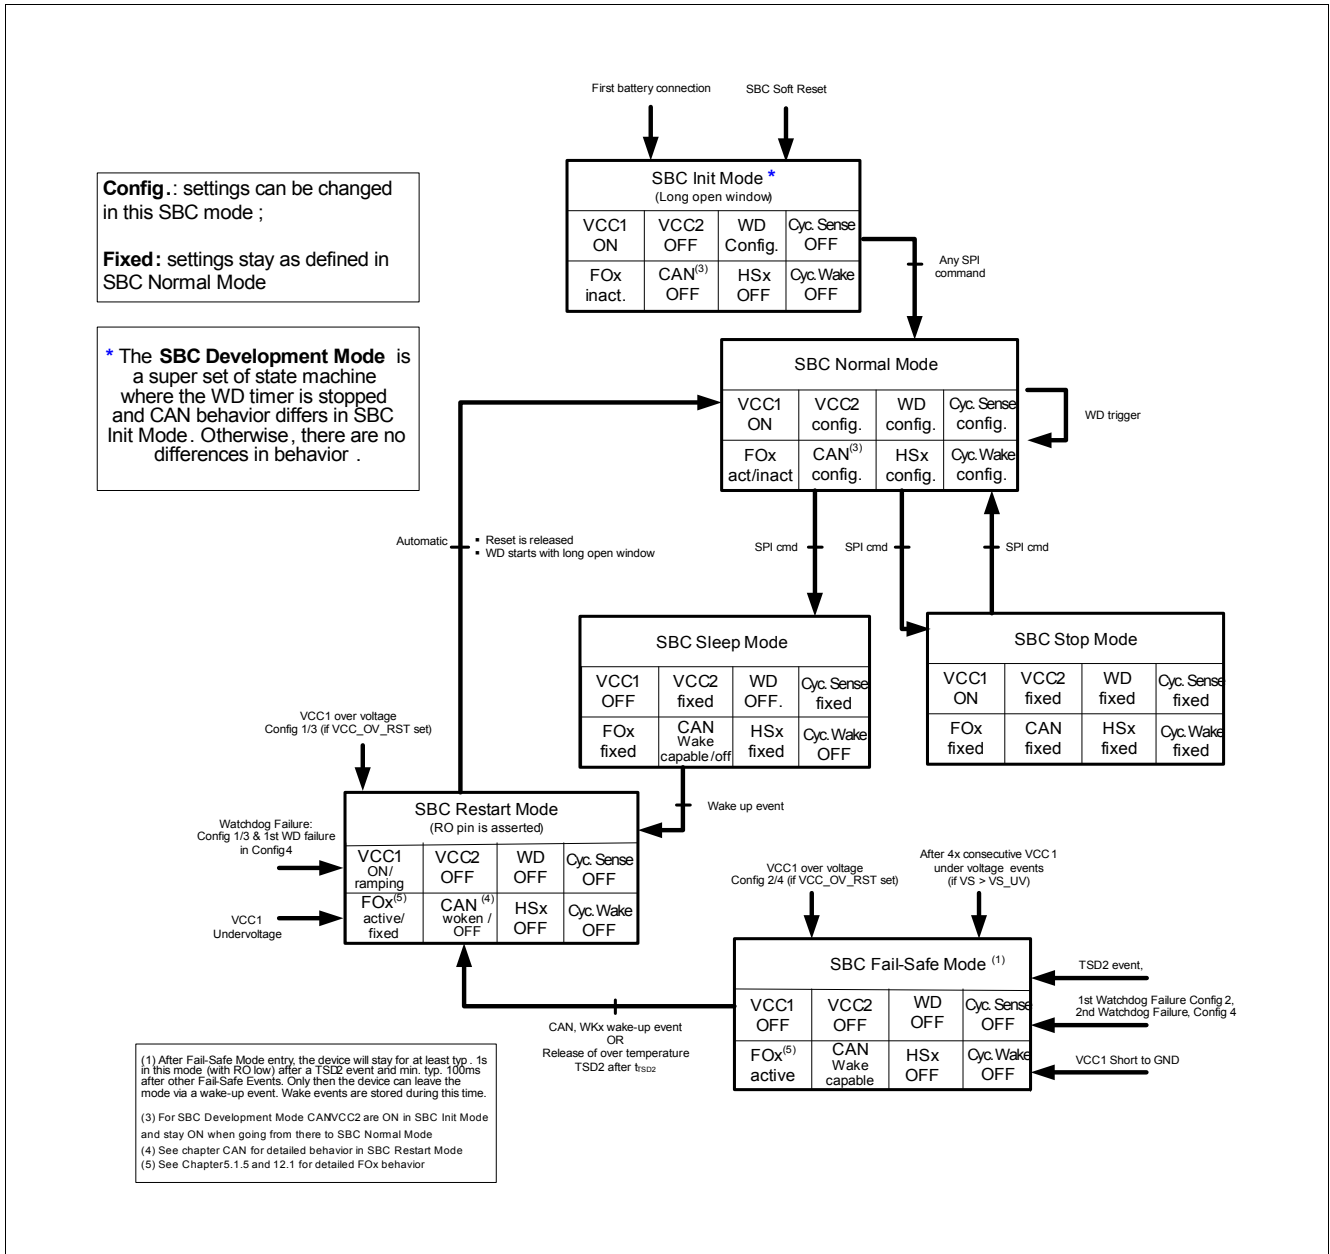 First battery connection
SBC Soft Reset
Config.: settings can be changed
in this SBC mode ;
Fixed: settings stay as defined in
SBC Normal Mode
* The SBC Development Mode is
a super set of state machine
where the WD timer is stopped
and CAN behavior differs in SBC
Init Mode. Otherwise, there are no
differences in behavior .
SBC Init Mode *
(Long open window)
VCC1
ON
VCC2
OFF
WD
Config.
Cyc. Sense
OFF
FOx
inact.
CAN(3)
OFF
HSx
OFF
Cyc. Wake
OFF
Any SPI
command
SBC Normal Mode
VCC1
ON
VCC2
config.
WD
config.
Cyc. Sense
config.
FOx
act/inact
CAN(3)
config.
HSx
config.
Cyc. Wake
config.
WD trigger
Automatic
▪ Reset is released
▪ WD starts with long open window
SPI cmd
SPI cmd
SPI cmd
SBC Sleep Mode
VCC1
OFF
VCC2
fixed
WD
OFF.
Cyc. Sense
fixed
FOx
fixed
CAN
Wake
capable /off
HSx
fixed
Cyc. Wake
OFF
SBC Stop Mode
VCC1
ON
VCC2
fixed
WD
fixed
Cyc. Sense
fixed
FOx
fixed
CAN
fixed
HSx
fixed
Cyc. Wake
fixed
VCC1 over voltage
Config 1/3 (if VCC_OV_RST set)
Wake up event
Watchdog Failure:
Config 1/3 & 1st WD failure
in Config4
VCC1
Undervoltage
SBC Restart Mode
(RO pin is asserted)
VCC1
ON/
ramping
VCC2
OFF
WD
OFF
Cyc. Sense
OFF
FOx(5)
active/
fixed
CAN (4)
woken /
OFF
HSx
OFF
Cyc. Wake
OFF
VCC1 over voltage
Config 2/4 (if VCC_OV_RST set)
After 4x consecutive VCC1
under voltage events
(if VS > VS_UV)
SBC Fail-Safe Mode (1)
VCC1
OFF
VCC2
OFF
WD
OFF
Cyc. Sense
OFF
FOx(5)
active
CAN
Wake
capable
HSx
OFF
Cyc. Wake
OFF
TSD2 event,
1st Watchdog Failure Config 2,
2nd Watchdog Failure, Config 4
VCC1 Short to GND
CAN, WKx wake-up event
OR
Release of over temperature
TSD2 after tTSD2
(1) After Fail-Safe Mode entry, the device will stay for at least typ. 1s
in this mode (with RO low) after a TSD2 event and min. typ. 100ms
after other Fail-Safe Events. Only then the device can leave the
mode via a wake-up event. Wake events are stored during this time.
(3) For SBC Development Mode CAN/VCC2 are ON in SBC Init Mode
and stay ON when going from there to SBC Normal Mode
(4) See chapter CAN for detailed behavior in SBC Restart Mode
(5) See Chapter5.1.5 and 12.1 for detailed FOx behavior